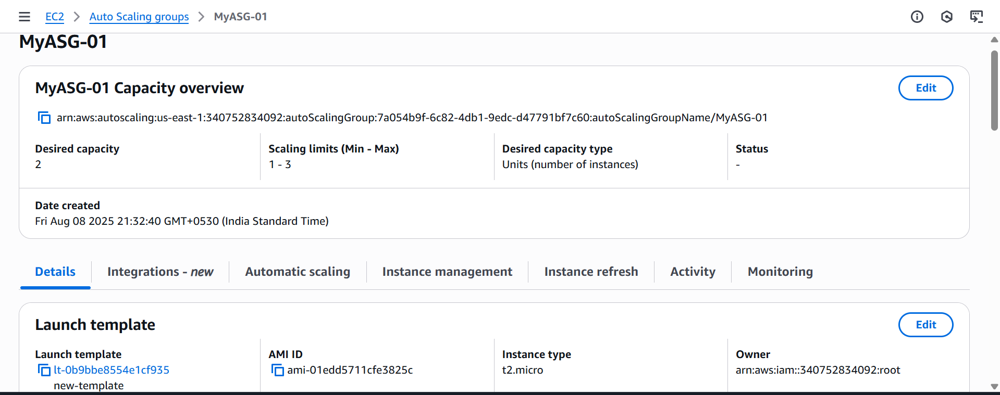 EC2 > Auto Scaling groups > MyASG-01
MyASG-01
MyASG-01 Capacity overview
Edit
arn:aws:autoscaling:us-east-1:340752834092:autoScalingGroup:7a054b9f-6c82-4db1-9edc-d47791bf7c60:autoScalingGroupName/MyASG-01
Desired capacity
2
Scaling limits (Min - Max)
1 - 3
Desired capacity type
Units (number of instances)
Status
-
Date created
Fri Aug 08 2025 21:32:40 GMT+0530 (India Standard Time)
Details
Integrations - new
Automatic scaling
Instance management
Instance refresh
Activity
Monitoring
Launch template
Edit
Launch template
lt-0b9bbe8554e1cf935
new-template
AMI ID
ami-01edd5711cfe3825c
Instance type
t2.micro
Owner
arn:aws:iam::340752834092:root